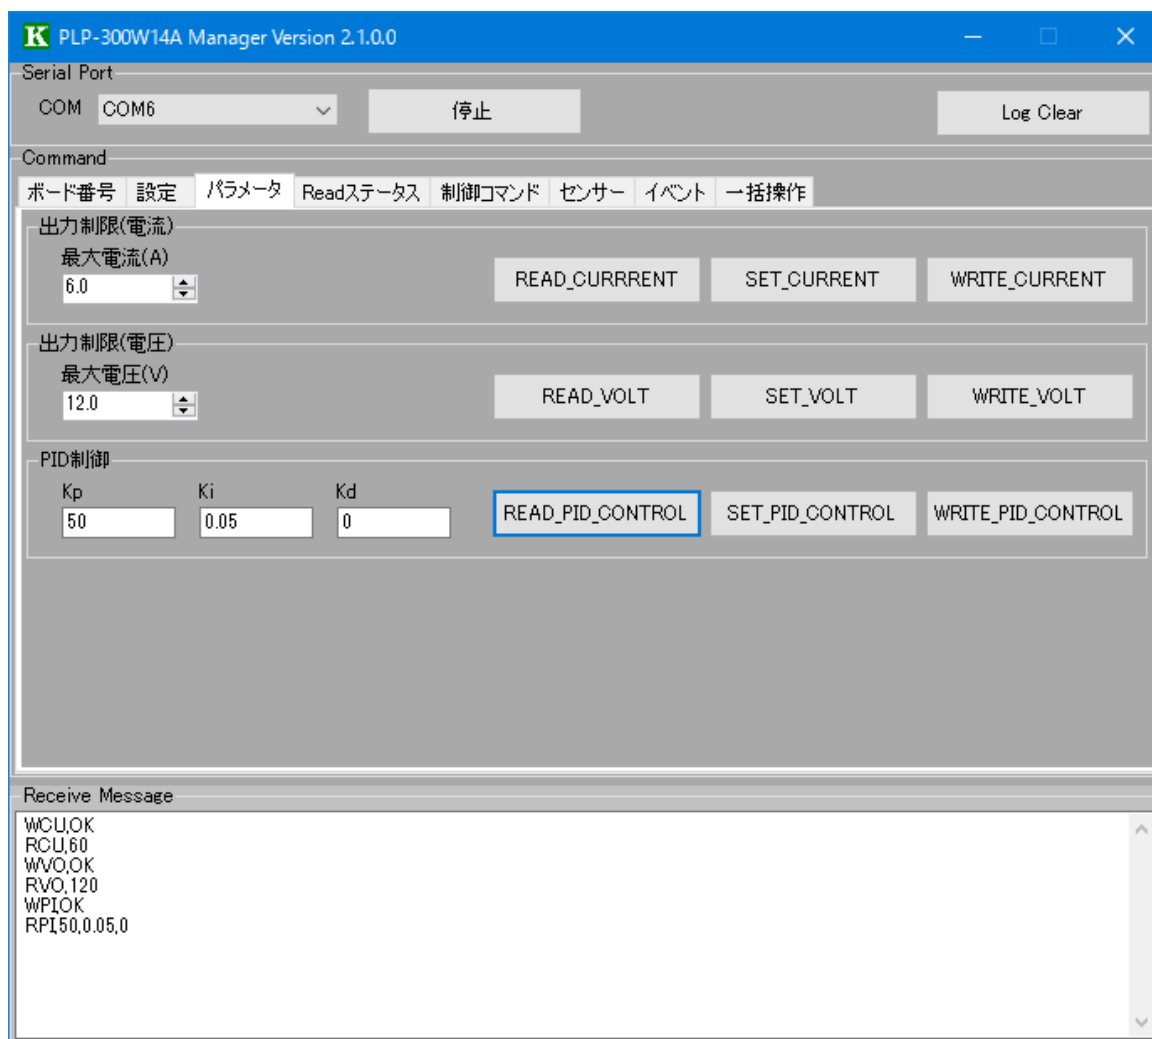 K PLP-300W14A Manager Version 2.1.0.0
Serial Port
COM COM6 停止 Log Clear
Command
ボード番号 設定 パラメータ Readステータス 制御コマンド センサー イベント 一括操作
出力制限(電流)
最大電流(A)
6.0 READ_CURRRENT SET_CURRENT WRITE_CURRENT
出力制限(電圧)
最大電圧(V)
12.0 READ_VOLT SET_VOLT WRITE_VOLT
PID制御
Kp Ki Kd
50 0.05 0 READ_PID_CONTROL SET_PID_CONTROL WRITE_PID_CONTROL
Receive Message
WCU,OK
RCU,60
WVO,OK
RVO,120
WPI,OK
RPI,50,0.05,0